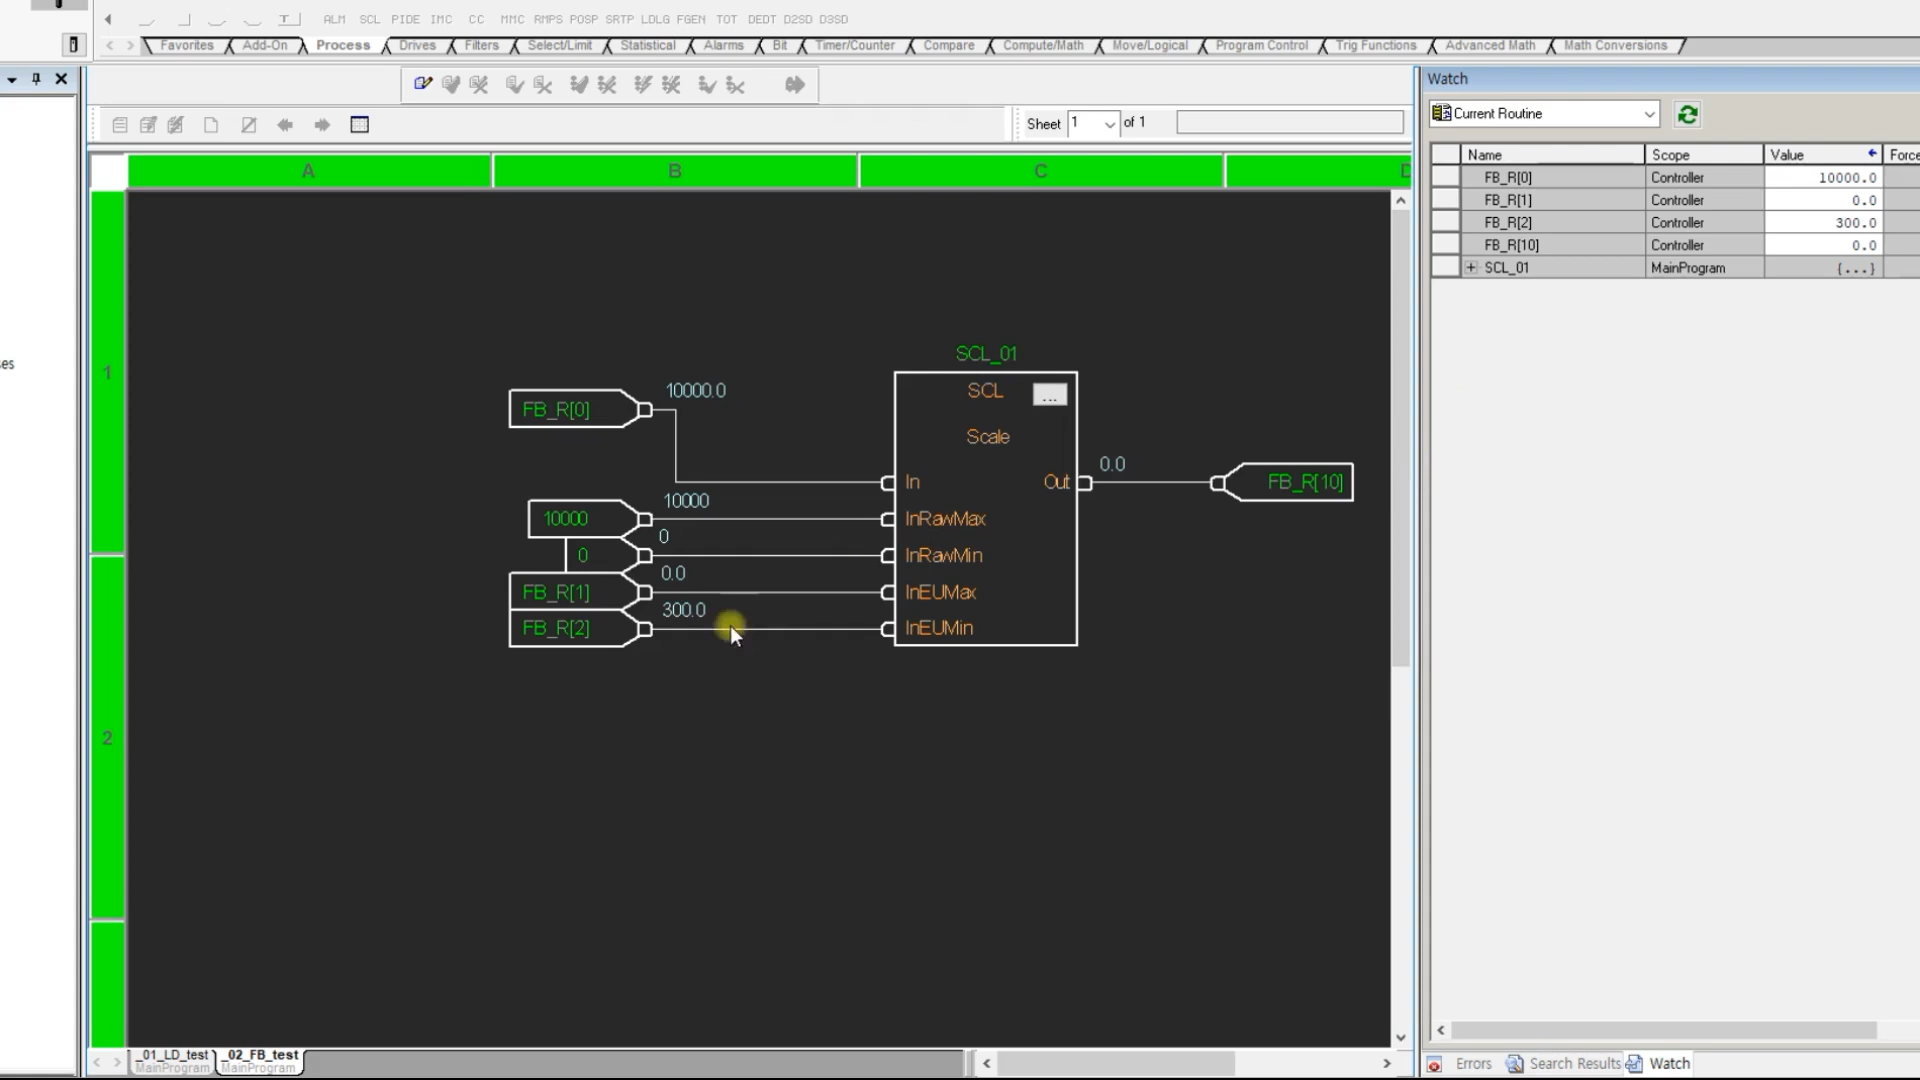 ALM SCL PIDE IMC CC MMC RMPS POSP SRTP LDLG FGEN TOT DEDT D2SD D3SD
Favorites Add-On Process Drives Filters Select/Limit Statistical Alarms Bit Timer/Counter Compare Compute/Math Move/Logical Program Control Trig Functions Advanced Math Math Conversions
Watch
Sheet 1 of 1
Current Routine
Name Scope Value Force
FB_R[0] Controller 10000.0
FB_R[1] Controller 0.0
FB_R[2] Controller 300.0
FB_R[10] Controller 0.0
SCL_01 MainProgram {...}
A B C D
1
2
ses
SCL_01
SCL ...
Scale
FB_R[0] 10000.0
In
Out 0.0 FB_R[10]
10000 10000 InRawMax
0 0 InRawMin
FB_R[1] 0.0 InEUMax
FB_R[2] 300.0 InEUMin
_01_LD_test _02_FB_test
MainProgram MainProgram
Errors Search Results Watch